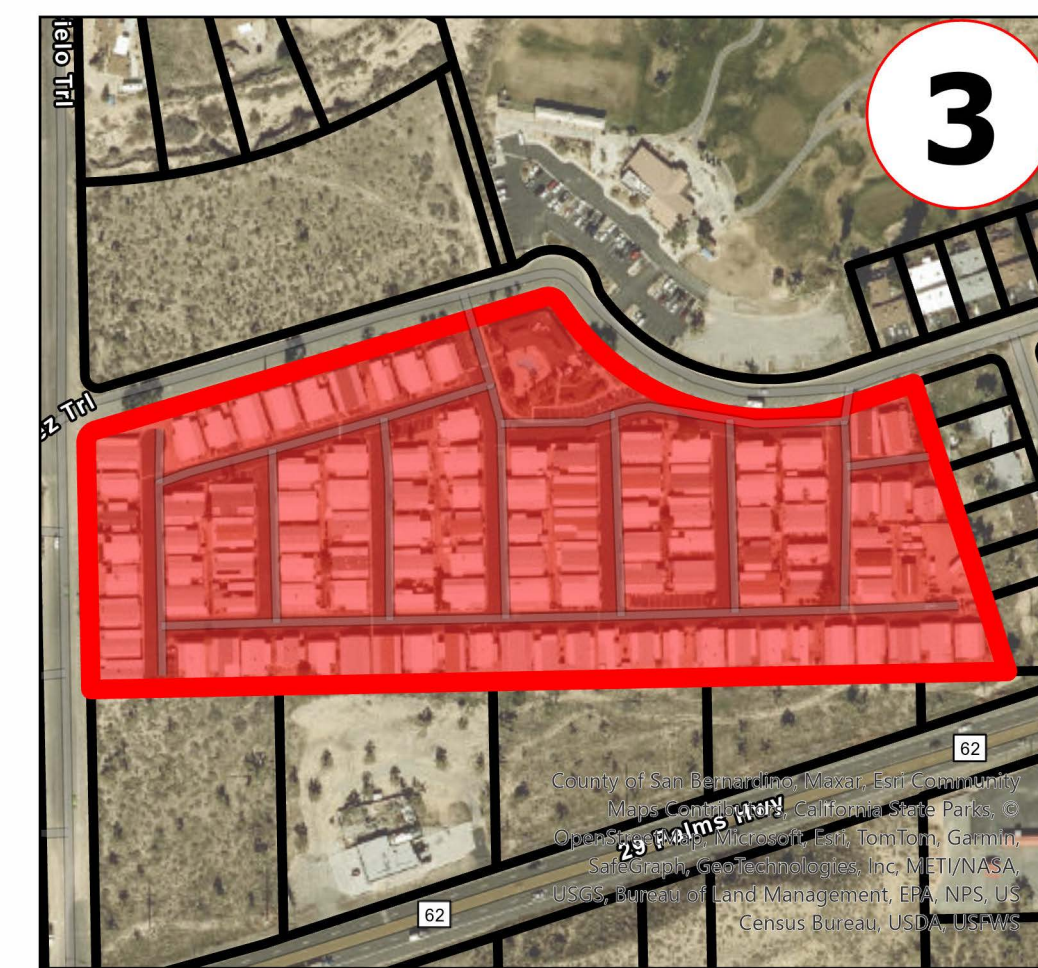 ielo Trl
3
ez Trl
62
County of San Bernardino, Maxar, Esri Community
Maps Contributors, California State Parks, ©
29 Palms Hwy
OpenStreetMap, Microsoft, Esri, TomTom, Garmin,
SafeGraph, GeoTechnologies, Inc, METI/NASA,
USGS, Bureau of Land Management, EPA, NPS, US
62
Census Bureau, USDA, USFWS